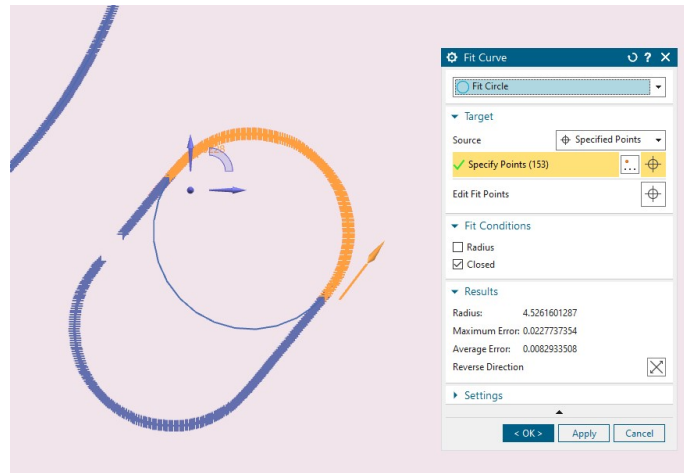 Fit Curve
Fit Circle
Target
Source
Specified Points
Specify Points (153)
Edit Fit Points
Fit Conditions
Radius
Closed
Results
Radius: 4.5261601287
Maximum Error: 0.0227737354
Average Error: 0.0082933508
Reverse Direction
Settings
< OK >
Apply
Cancel